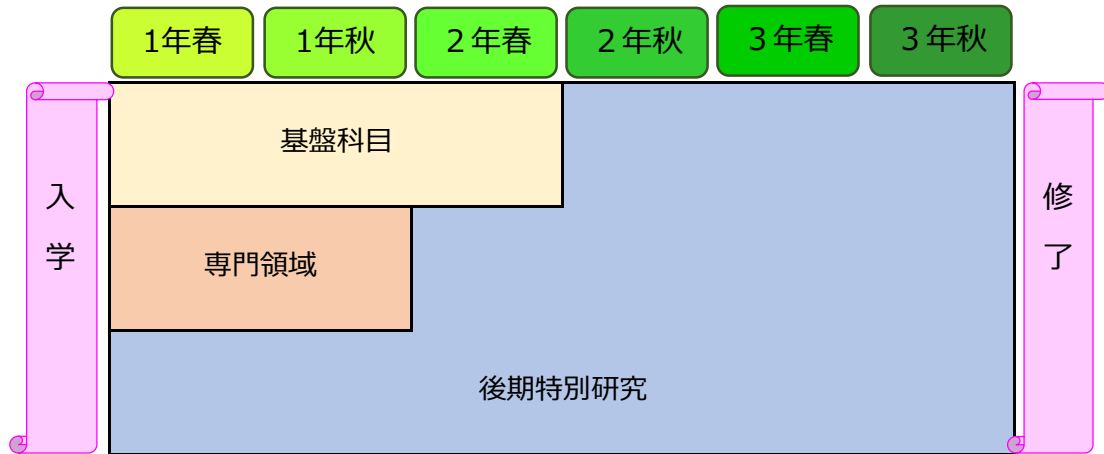 1年春
1年秋
２年春
２年秋
３年春
３年秋
入学
基盤科目
専門領域
後期特別研究
修了